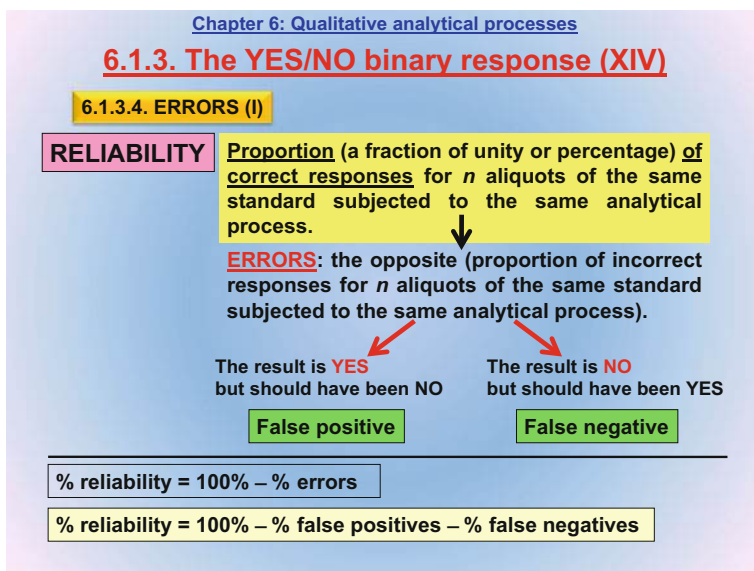 Chapter 6: Qualitative analytical processes
6.1.3. The YES/NO binary response (XIV)
6.1.3.4. ERRORS (I)
RELIABILITY
Proportion (a fraction of unity or percentage) of
correct responses for n aliquots of the same
standard subjected to the same analytical
process.
ERRORS: the opposite (proportion of incorrect
responses for n aliquots of the same standard
subjected to the same analytical process).
The result is YES
but should have been NO
False positive
The result is NO
but should have been YES
False negative
% reliability = 100% – % errors
% reliability = 100% – % false positives – % false negatives